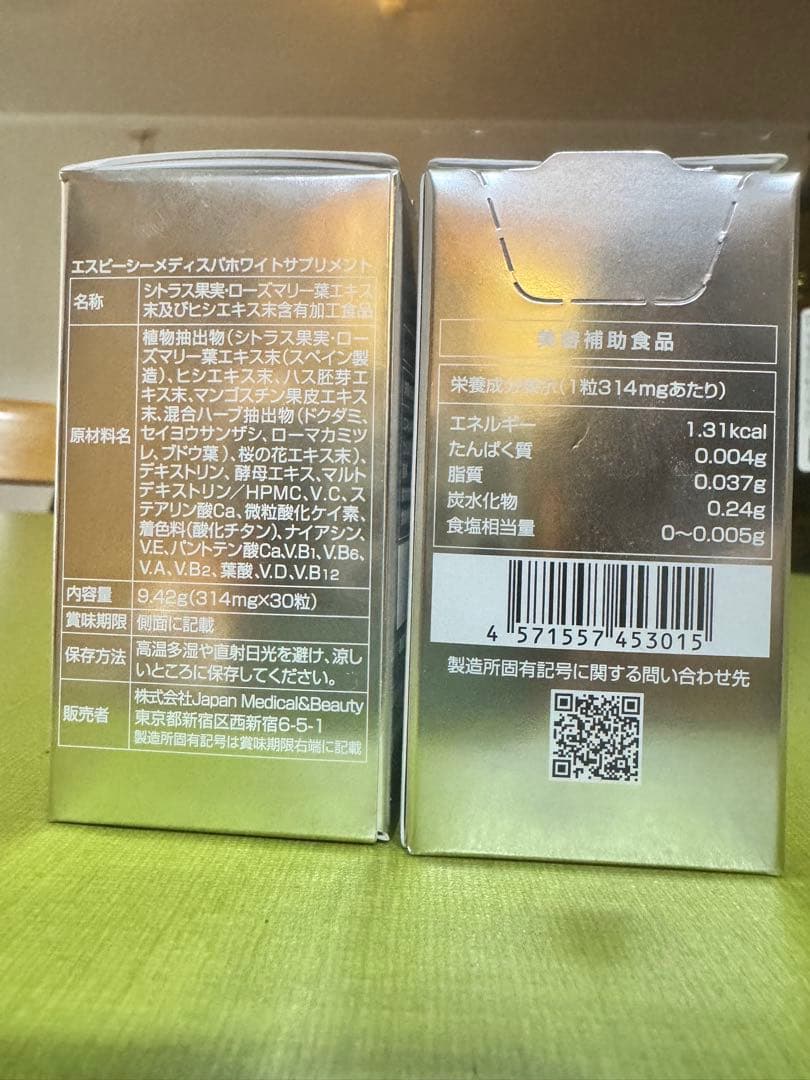 エスピーシーメディスパホワイトサプリメント
名称
シトラス果実・ローズマリー葉エキス
末及びヒシエキス末含有加工食品
原材料名
植物抽出物(シトラス果実・ロー
ズマリー葉エキス末(スペイン製
造)、ヒシエキス末、ハス胚芽エ
キス末、マンゴスチン果皮エキス
末、混合ハーブ抽出物(ドクダミ、
セイヨウサンザシ、ローマカミツ
レ、ブドウ葉)、桜の花エキス末)、
デキストリン、酵母エキス、マルト
デキストリン/HPMC、V.C、ス
テアリン酸Ca、微粒酸化ケイ素、
着色料(酸化チタン)、ナイアシン、
V.E、パントテン酸Ca、V.B1、V.B6、
V.A、V.B2、葉酸、V.D、V.B12
内容量
9.42g(314mg×30粒)
賞味期限
側面に記載
保存方法
高温多湿や直射日光を避け、涼し
いところに保存してください。
販売者
株式会社Japan Medical&Beauty
東京都新宿区西新宿6-5-1
製造所固有記号は賞味期限右端に記載
美容補助食品
栄養成分表示(1粒314mgあたり)
エネルギー 1.31kcal
たんぱく質 0.004g
脂質 0.037g
炭水化物 0.24g
食塩相当量 0〜0.005g
4 571557 453015
製造所固有記号に関する問い合わせ先